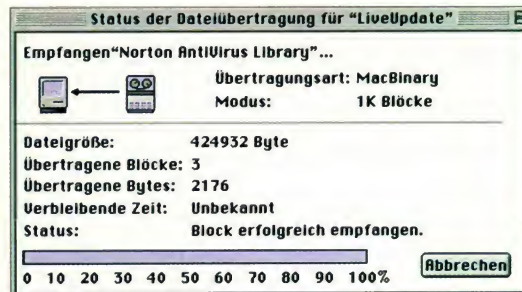 Status der Dateiübertragung für “LiveUpdate”
Empfangen“Norton AntiVirus Library”...
Übertragungsart: MacBinary
Modus: 1K Blöcke
Dateigröße: 424932 Byte
Übertragene Blöcke: 3
Übertragene Bytes: 2176
Verbleibende Zeit: Unbekannt
Status: Block erfolgreich empfangen.
Abbrechen
0 10 20 30 40 50 60 70 80 90 100%